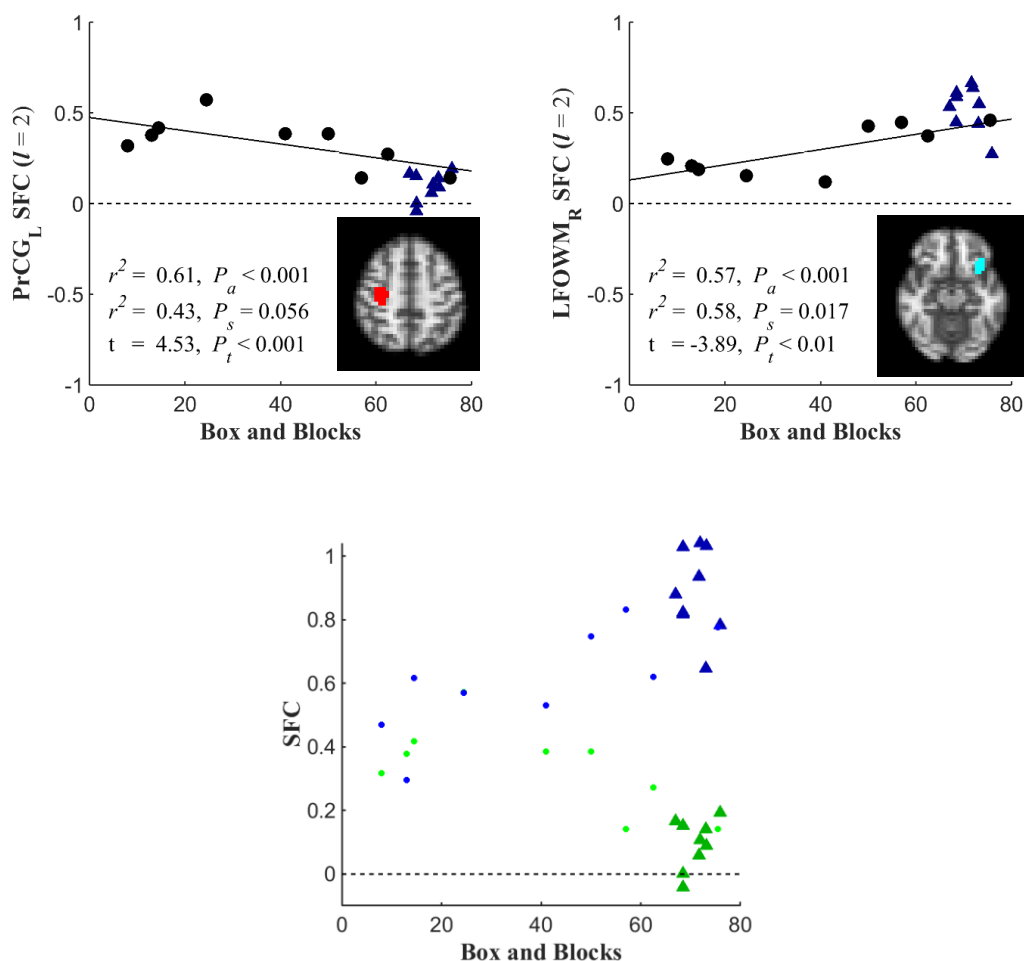 1
0.5
0
-0.5
-1
PrCG_L SFC (l = 2)
r² = 0.61, P_a < 0.001
r² = 0.43, P_s = 0.056
t = 4.53, P_t < 0.001
0 20 40 60 80
Box and Blocks
1
0.5
0
-0.5
-1
LFOWM_R SFC (l = 2)
r² = 0.57, P_a < 0.001
r² = 0.58, P_s = 0.017
t = -3.89, P_t < 0.01
0 20 40 60 80
Box and Blocks
1
0.8
0.6
0.4
0.2
0
SFC
0 20 40 60 80
Box and Blocks